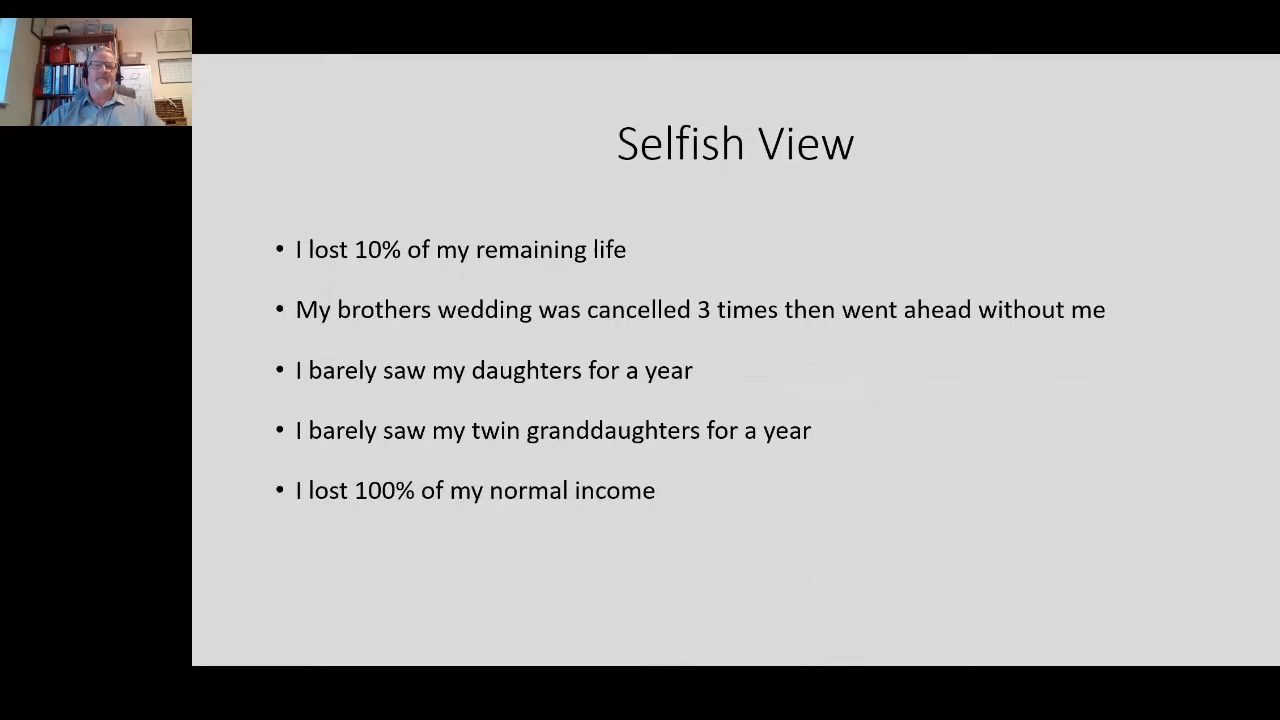 Selfish View
• I lost 10% of my remaining life
• My brothers wedding was cancelled 3 times then went ahead without me
• I barely saw my daughters for a year
• I barely saw my twin granddaughters for a year
• I lost 100% of my normal income